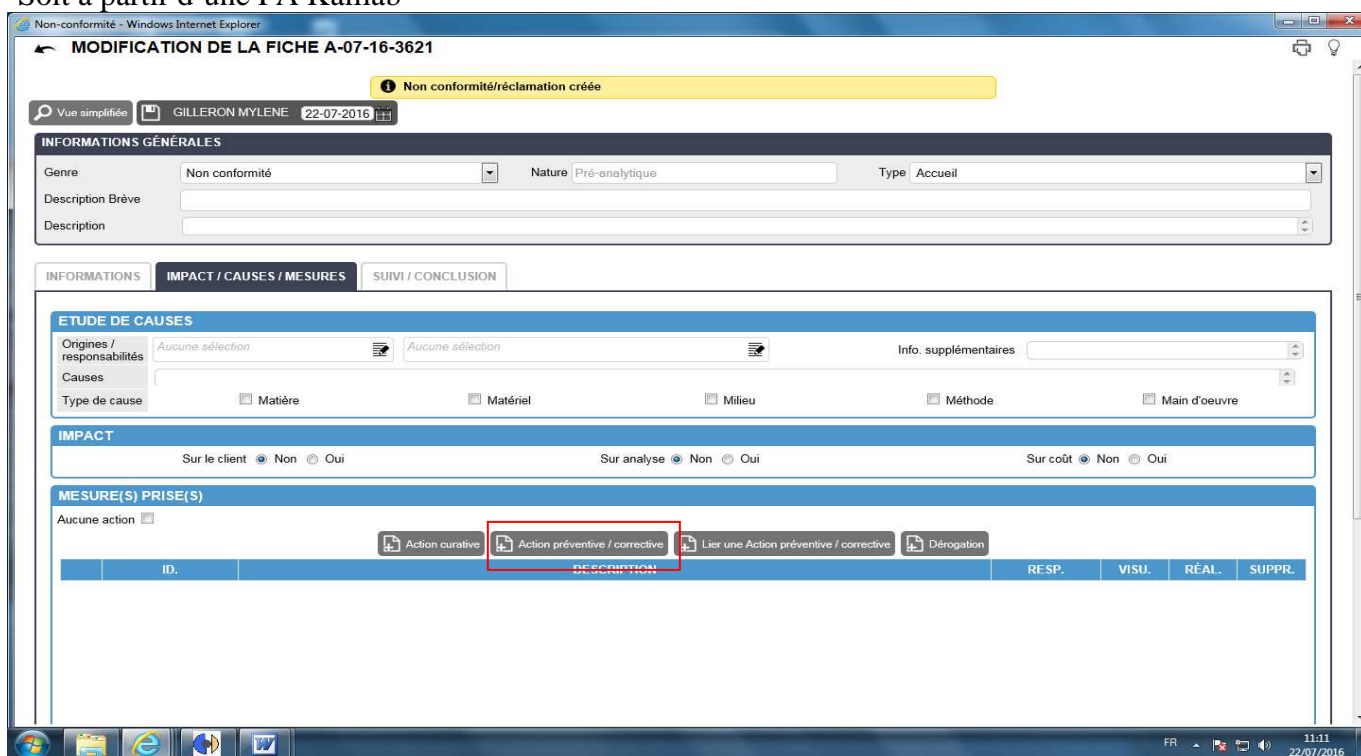 Soit à partir d'une FA Kalilab
Non-conformité - Windows Internet Explorer
MODIFICATION DE LA FICHE A-07-16-3621
Non conformité/réclamation créée
Vue simplifiée GILLERON MYLENE 22-07-2016
INFORMATIONS GÉNÉRALES
Genre Non conformité Nature Pré-analytique Type Accueil
Description Brève
Description
INFORMATIONS IMPACT / CAUSES / MESURES SUIVI / CONCLUSION
ETUDE DE CAUSES
Origines / responsabilités Aucune sélection Aucune sélection Info. supplémentaires
Causes
Type de cause Matière Matériel Milieu Méthode Main d'oeuvre
IMPACT
Sur le client Non Oui Sur analyse Non Oui Sur coût Non Oui
MESURE(S) PRISE(S)
Aucune action
Action curative Action préventive / corrective Lier une Action préventive / corrective Dérogation
ID. DESCRIPTION RESP. VISU. RÉAL. SUPPR.
FR 11:11
22/07/2016